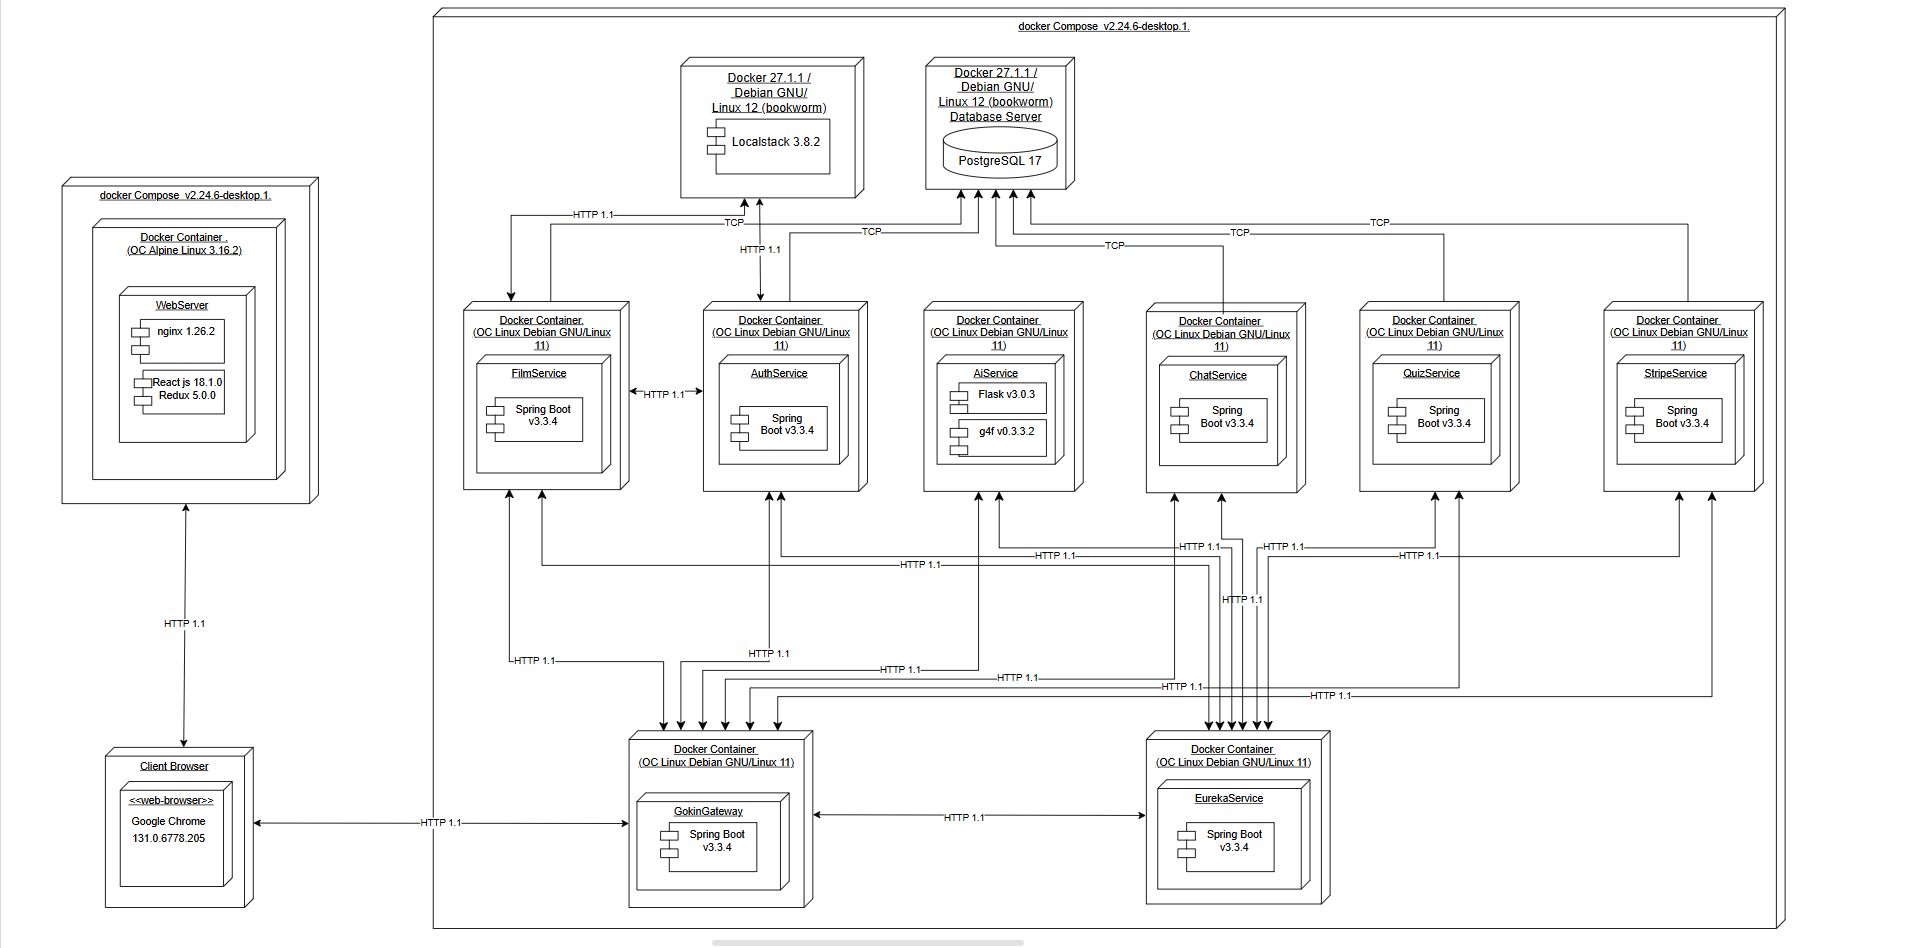 docker Compose  v2.24.6-desktop.1.
Docker 27.1.1 /
Debian GNU/
Linux 12 (bookworm)
Localstack 3.8.2
Docker 27.1.1 /
Debian GNU/
Linux 12 (bookworm)
Database Server
PostgreSQL 17
docker Compose  v2.24.6-desktop.1.
Docker Container .
(OC Alpine Linux 3.16.2)
WebServer
nginx 1.26.2
React js 18.1.0
Redux 5.0.0
HTTP 1.1
TCP
TCP
HTTP 1.1
TCP
TCP
TCP
Docker Container.
(OC Linux Debian GNU/Linux
11)
FilmService
Spring Boot
v3.3.4
HTTP 1.1
Docker Container
(OC Linux Debian GNU/Linux
11)
AuthService
Spring
Boot v3.3.4
Docker Container
(OC Linux Debian GNU/Linux
11)
AiService
Flask v3.0.3
g4f v0.3.3.2
Docker Container
(OC Linux Debian GNU/Linux
11)
ChatService
Spring
Boot v3.3.4
Docker Container
(OC Linux Debian GNU/Linux
11)
QuizService
Spring
Boot v3.3.4
Docker Container
(OC Linux Debian GNU/Linux
11)
StripeService
Spring
Boot v3.3.4
HTTP 1.1
HTTP 1.1
HTTP 1.1
HTTP 1.1
HTTP 1.1
HTTP 1.1
HTTP 1.1
HTTP 1.1
HTTP 1.1
HTTP 1.1
HTTP 1.1
HTTP 1.1
HTTP 1.1
Client Browser
<<web-browser>>
Google Chrome
131.0.6778.205
HTTP 1.1
Docker Container
(OC Linux Debian GNU/Linux 11)
GokinGateway
Spring Boot
v3.3.4
HTTP 1.1
Docker Container
(OC Linux Debian GNU/Linux 11)
EurekaService
Spring Boot
v3.3.4